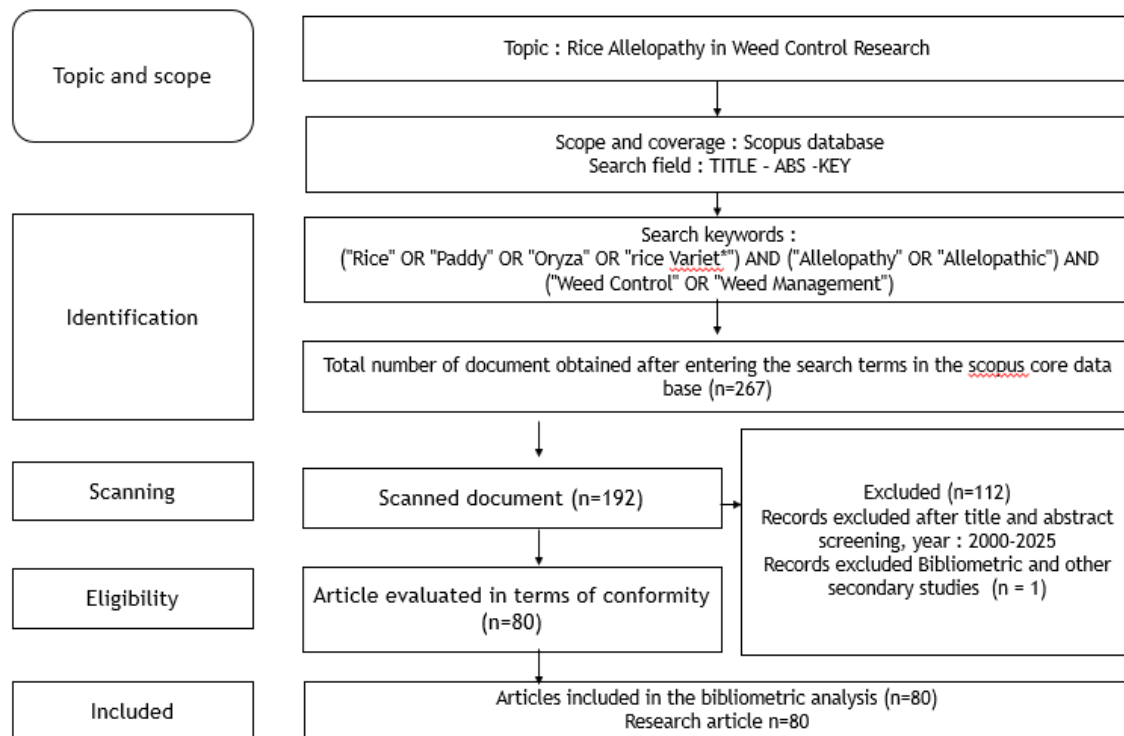 Topic and scope
Topic : Rice Allelopathy in Weed Control Research
Scope and coverage : Scopus database
Search field : TITLE - ABS -KEY
Identification
Search keywords :
("Rice" OR "Paddy" OR "Oryza" OR "rice Variet*") AND ("Allelopathy" OR "Allelopathic") AND
("Weed Control" OR "Weed Management")
Total number of document obtained after entering the search terms in the scopus core data
base (n=267)
Scanning
Scanned document (n=192)
Excluded (n=112)
Records excluded after title and abstract
screening, year : 2000-2025
Records excluded Bibliometric and other
secondary studies (n = 1)
Eligibility
Article evaluated in terms of conformity
(n=80)
Included
Articles included in the bibliometric analysis (n=80)
Research article n=80